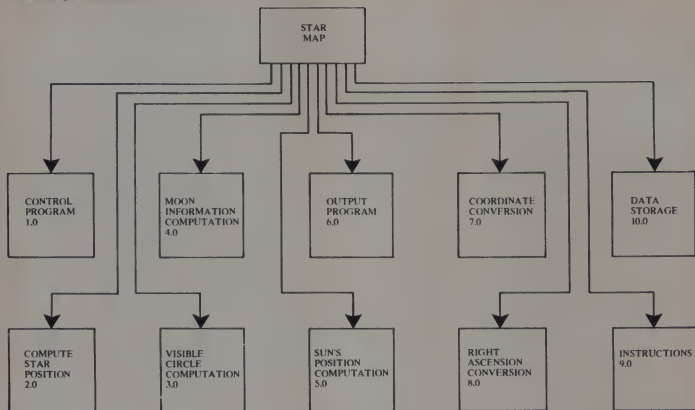 STAR
MAP
CONTROL
PROGRAM
1.0
MOON
INFORMATION
COMPUTATION
4.0
OUTPUT
PROGRAM
6.0
COORDINATE
CONVERSION
7.0
DATA
STORAGE
10.0
COMPUTE
STAR
POSITION
2.0
VISIBLE
CIRCLE
COMPUTATION
3.0
SUN'S
POSITION
COMPUTATION
5.0
RIGHT
ASCENSION
CONVERSION
8.0
INSTRUCTIONS
9.0